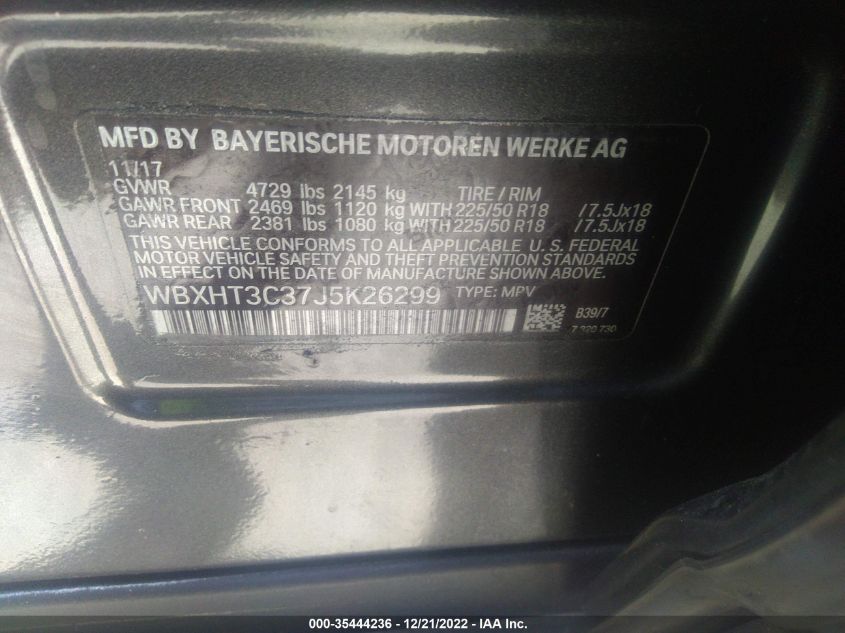 MFD BY BAYERISCHE MOTOREN WERKE AG
11/17
GVWR 4729 lbs 2145 kg TIRE / RIM
GAWR FRONT 2469 lbs 1120 kg WITH 225/50 R18 /7.5Jx18
GAWR REAR 2381 lbs 1080 kg WITH 225/50 R18 /7.5Jx18
THIS VEHICLE CONFORMS TO ALL APPLICABLE U. S. FEDERAL
MOTOR VEHICLE SAFETY AND THEFT PREVENTION STANDARDS
IN EFFECT ON THE DATE OF MANUFACTURE SHOWN ABOVE.
WBXHT3C37J5K26299 TYPE: MPV
B39/7
7 320 730
000-35444236 - 12/21/2022 - IAA Inc.